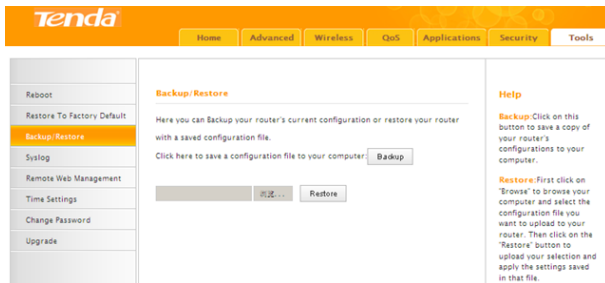 Tenda
Home Advanced Wireless QoS Applications Security Tools
Reboot
Restore To Factory Default
Backup/Restore
Syslog
Remote Web Management
Time Settings
Change Password
Upgrade
Backup/Restore
Here you can Backup your router's current configuration or restore your router
with a saved configuration file.
Click here to save a configuration file to your computer. Backup
浏览... Restore
Help
Backup:Click on this
button to save a copy of
your router's
configurations to your
computer.
Restore:First click on
"Browse" to browse your
computer and select the
configuration file you
want to upload to your
router. Then click on the
"Restore" button to
upload your selection and
apply the settings saved
in that file.